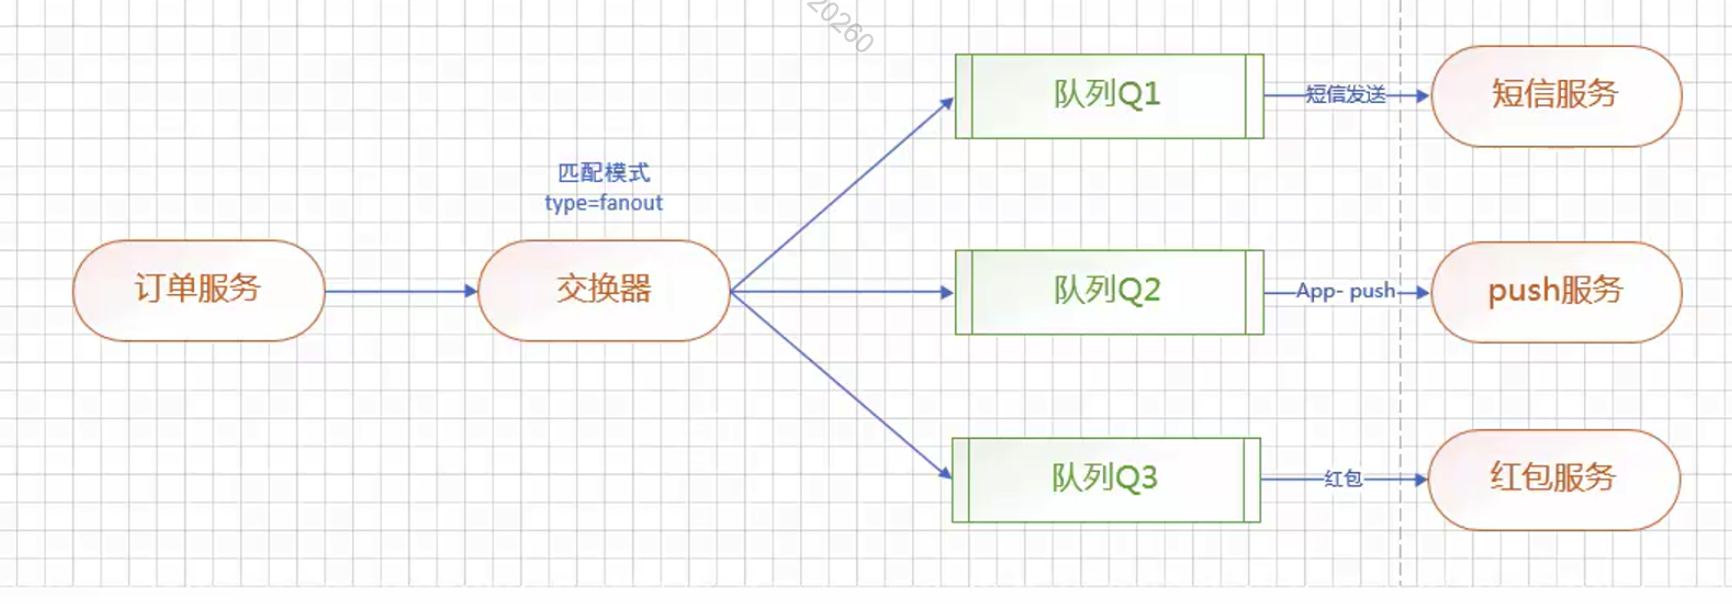 20260
队列Q1
短信发送
短信服务
匹配模式
type=fanout
订单服务
交换器
队列Q2
App- push
push服务
队列Q3
红包
红包服务